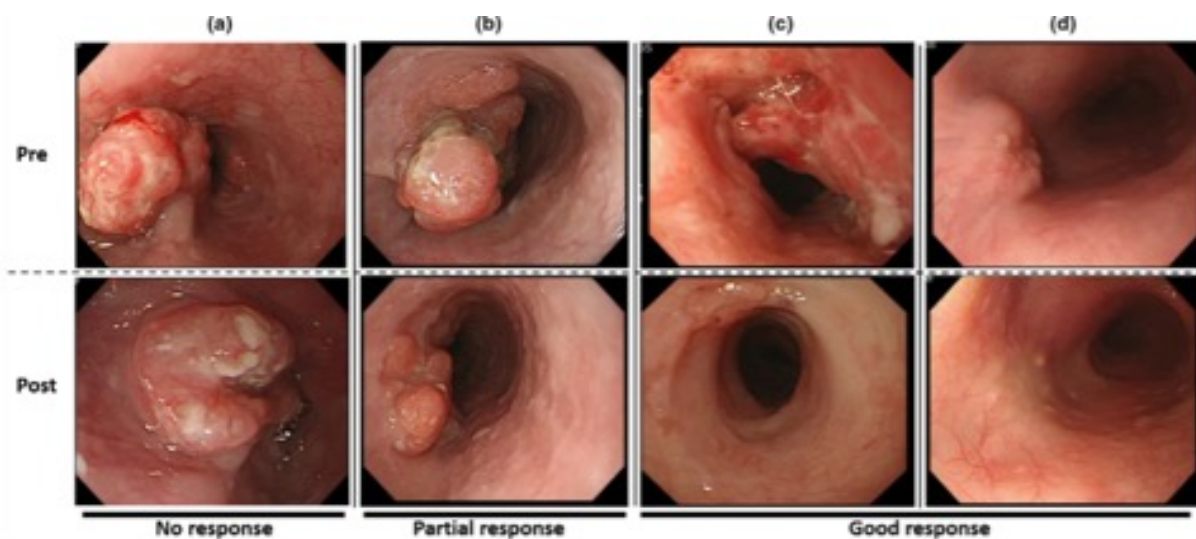 (a) (b) (c) (d)
Pre
Post
No response Partial response Good response